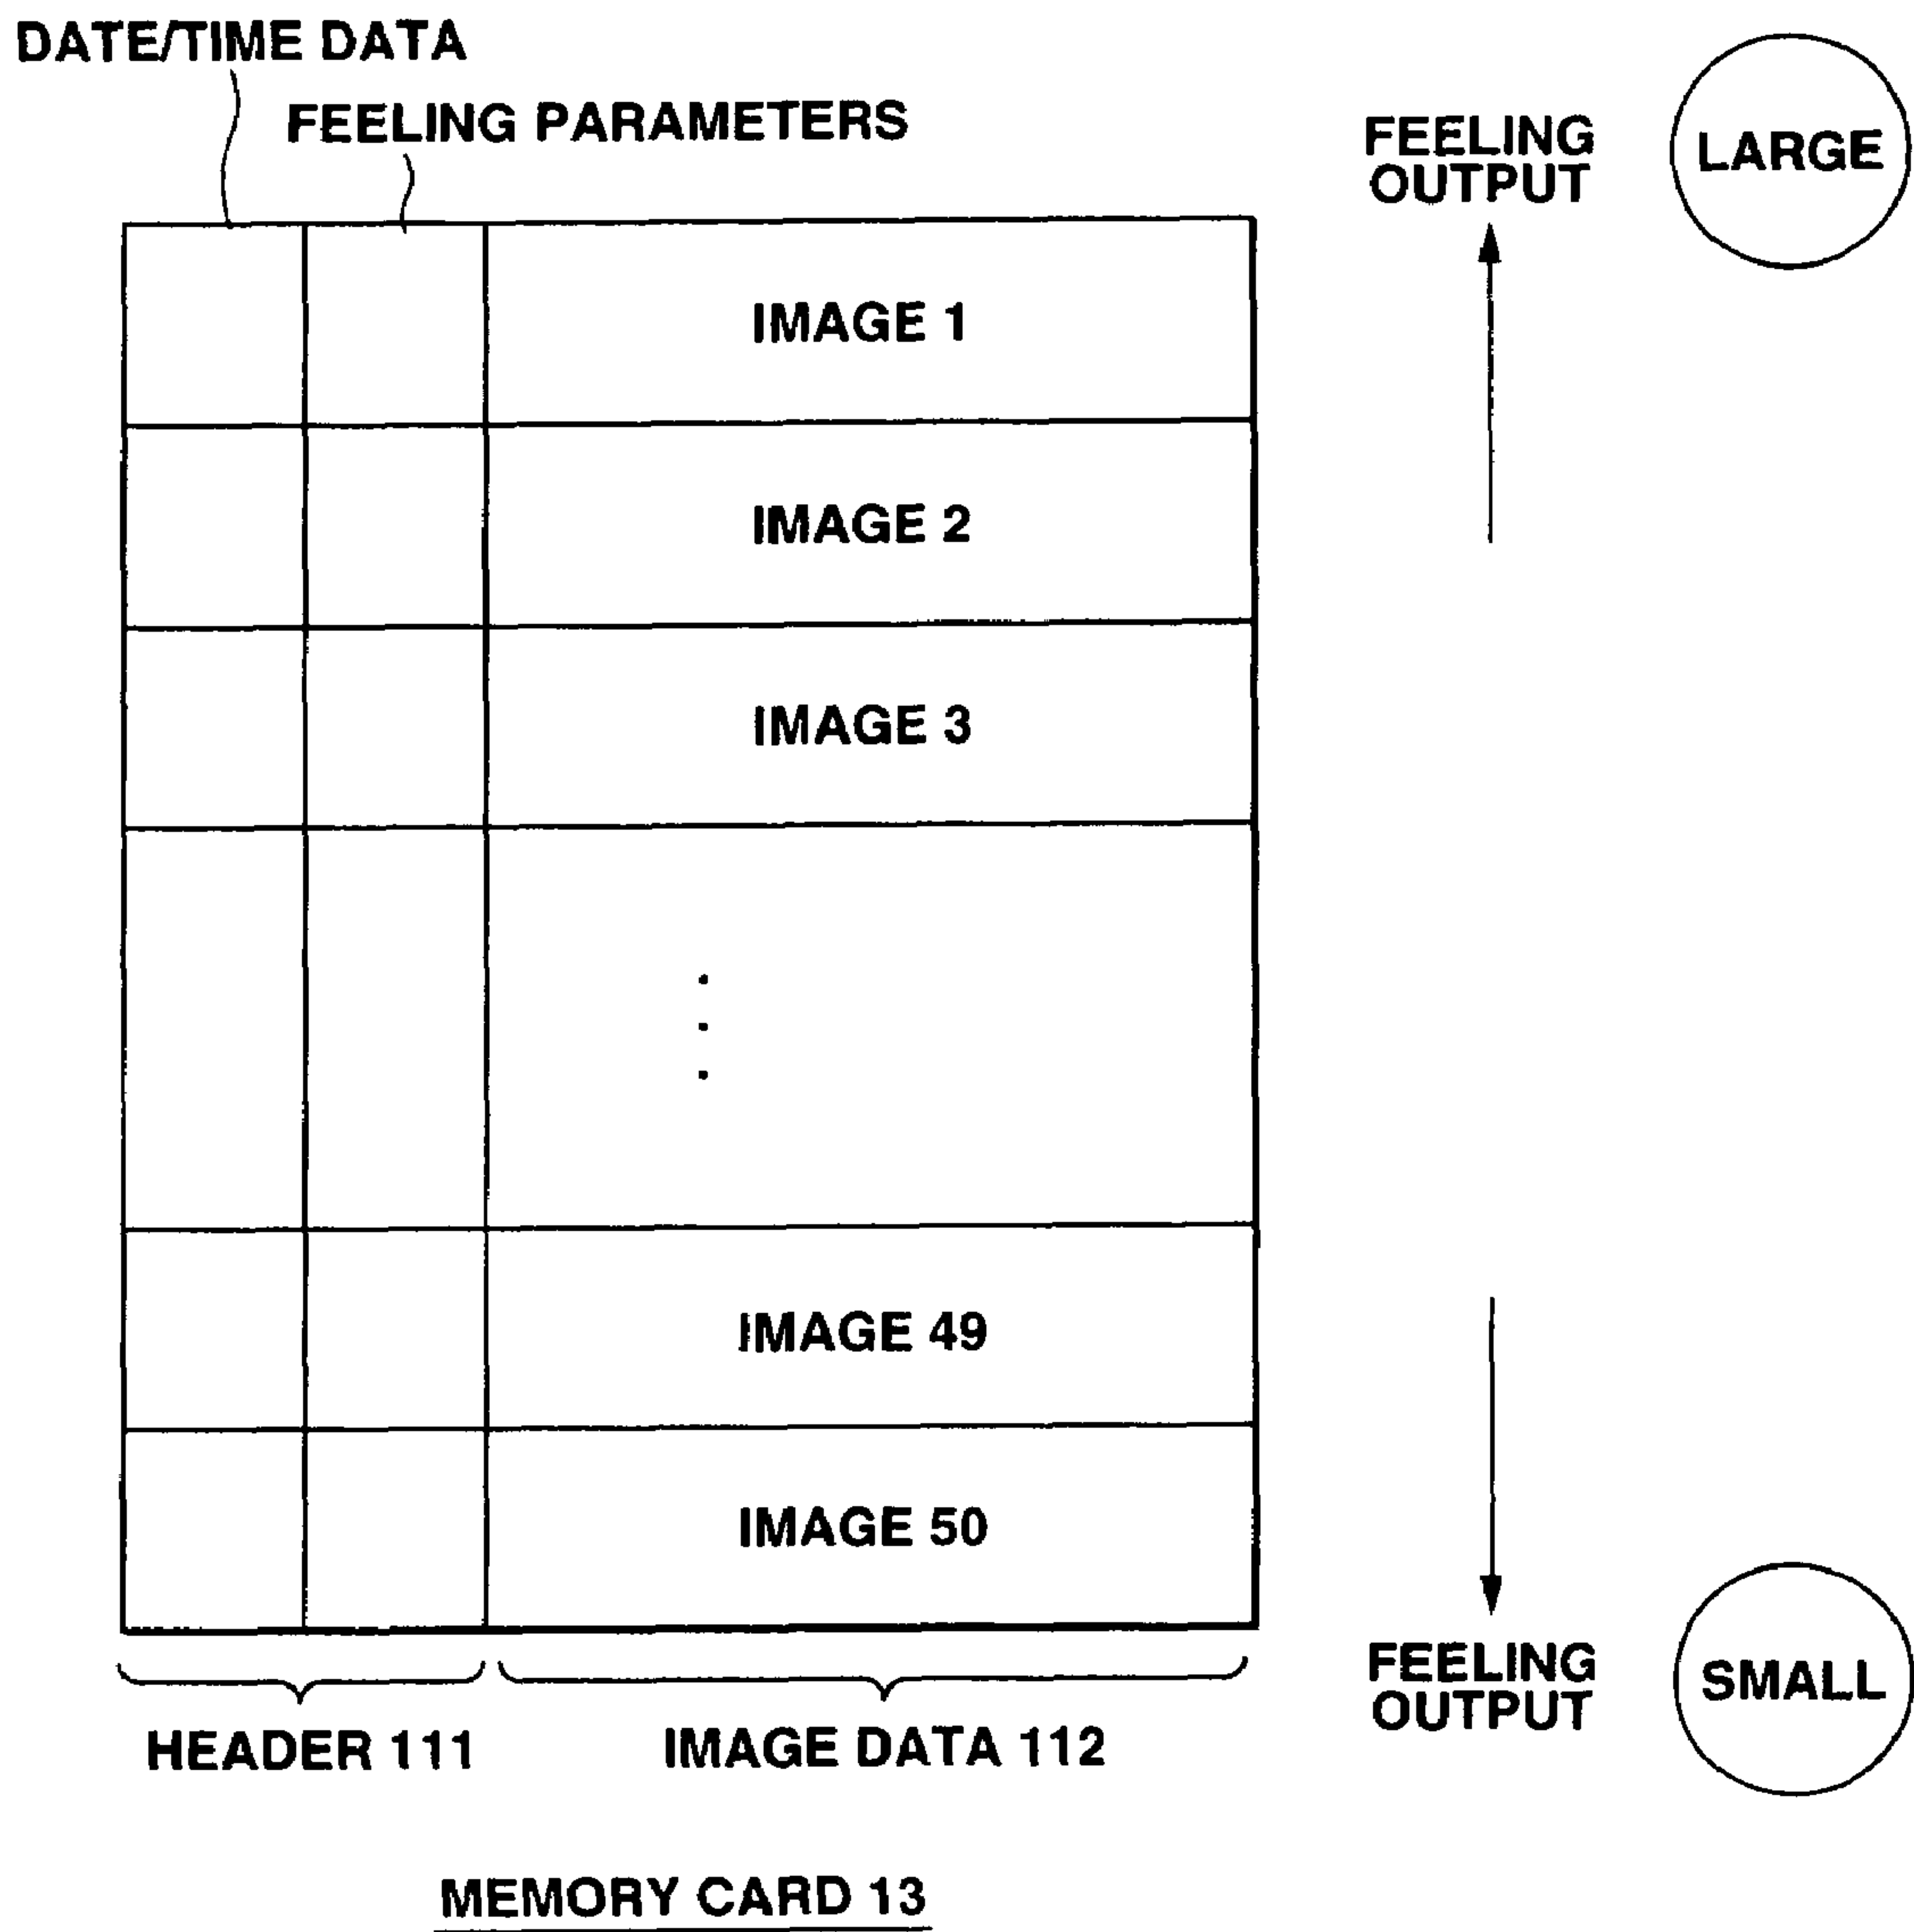 DATE/TIME DATA
FEELING PARAMETERS
FEELING
OUTPUT
LARGE
IMAGE 1
IMAGE 2
IMAGE 3
IMAGE 49
IMAGE 50
FEELING
OUTPUT
SMALL
HEADER 111
IMAGE DATA 112
MEMORY CARD 13